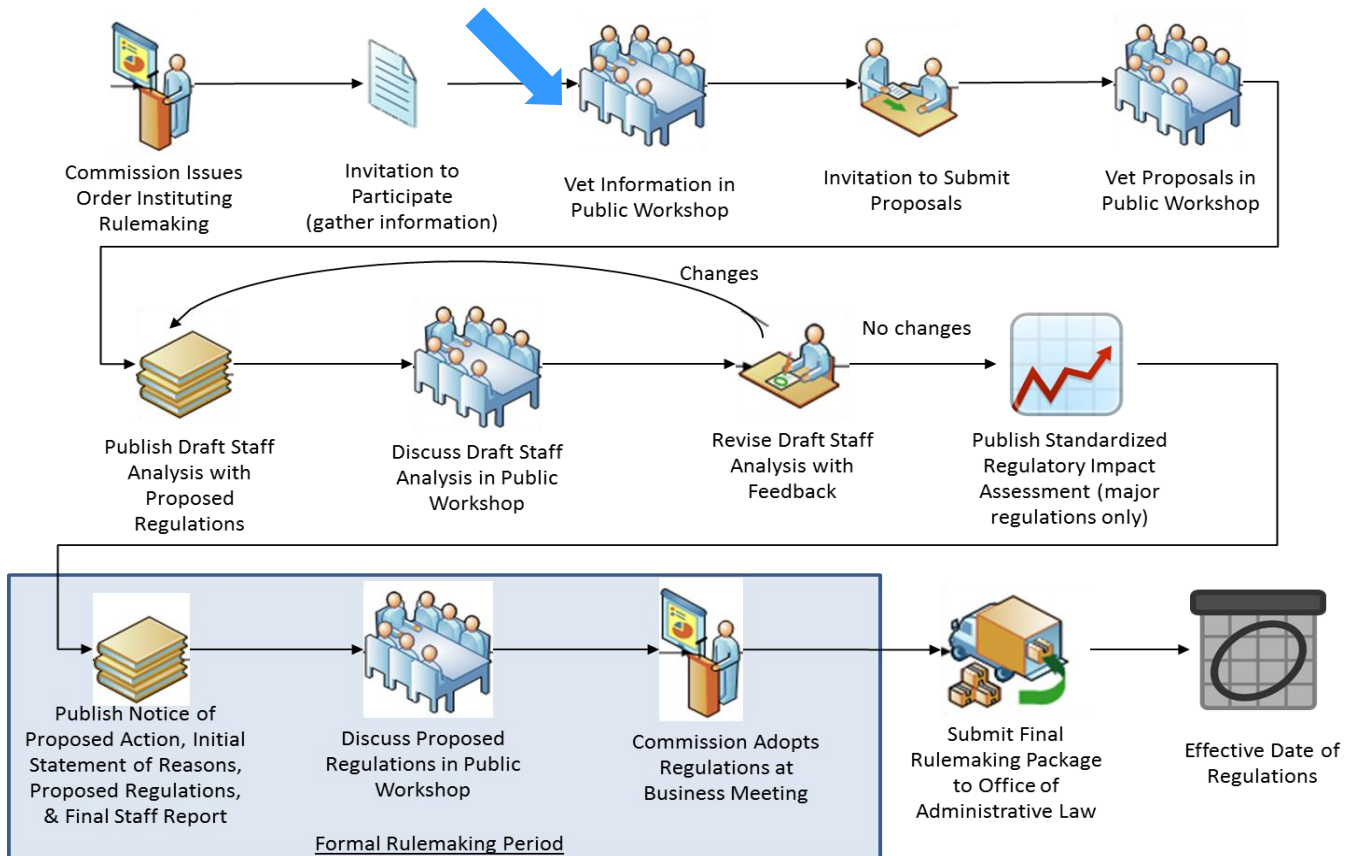 Commission Issues
Order Instituting
Rulemaking
Invitation to
Participate
(gather information)
Vet Information in
Public Workshop
Invitation to Submit
Proposals
Vet Proposals in
Public Workshop
Changes
No changes
Publish Draft Staff
Analysis with
Proposed
Regulations
Discuss Draft Staff
Analysis in Public
Workshop
Revise Draft Staff
Analysis with
Feedback
Publish Standardized
Regulatory Impact
Assessment (major
regulations only)
Publish Notice of
Proposed Action, Initial
Statement of Reasons,
Proposed Regulations,
& Final Staff Report
Discuss Proposed
Regulations in Public
Workshop
Commission Adopts
Regulations at
Business Meeting
Submit Final
Rulemaking Package
to Office of
Administrative Law
Effective Date of
Regulations
Formal Rulemaking Period